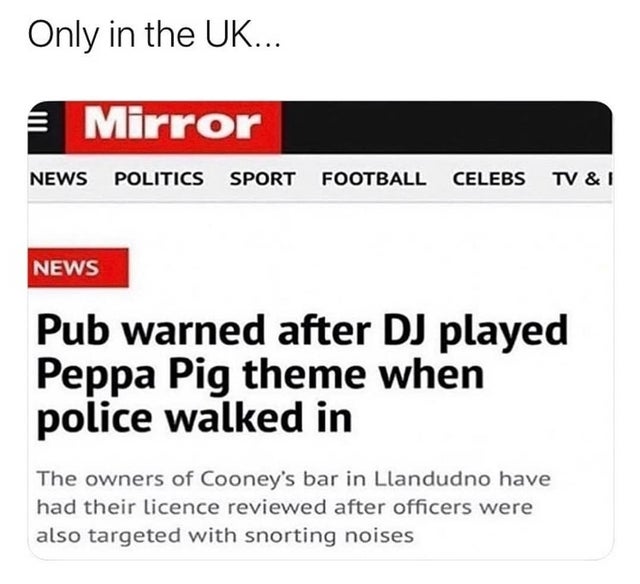 Only in the UK...
Mirror
NEWS POLITICS SPORT FOOTBALL CELEBS TV &
NEWS
Pub warned after DJ played
Peppa Pig theme when
police walked in
The owners of Cooney's bar in Llandudno have
had their licence reviewed after officers were
also targeted with snorting noises